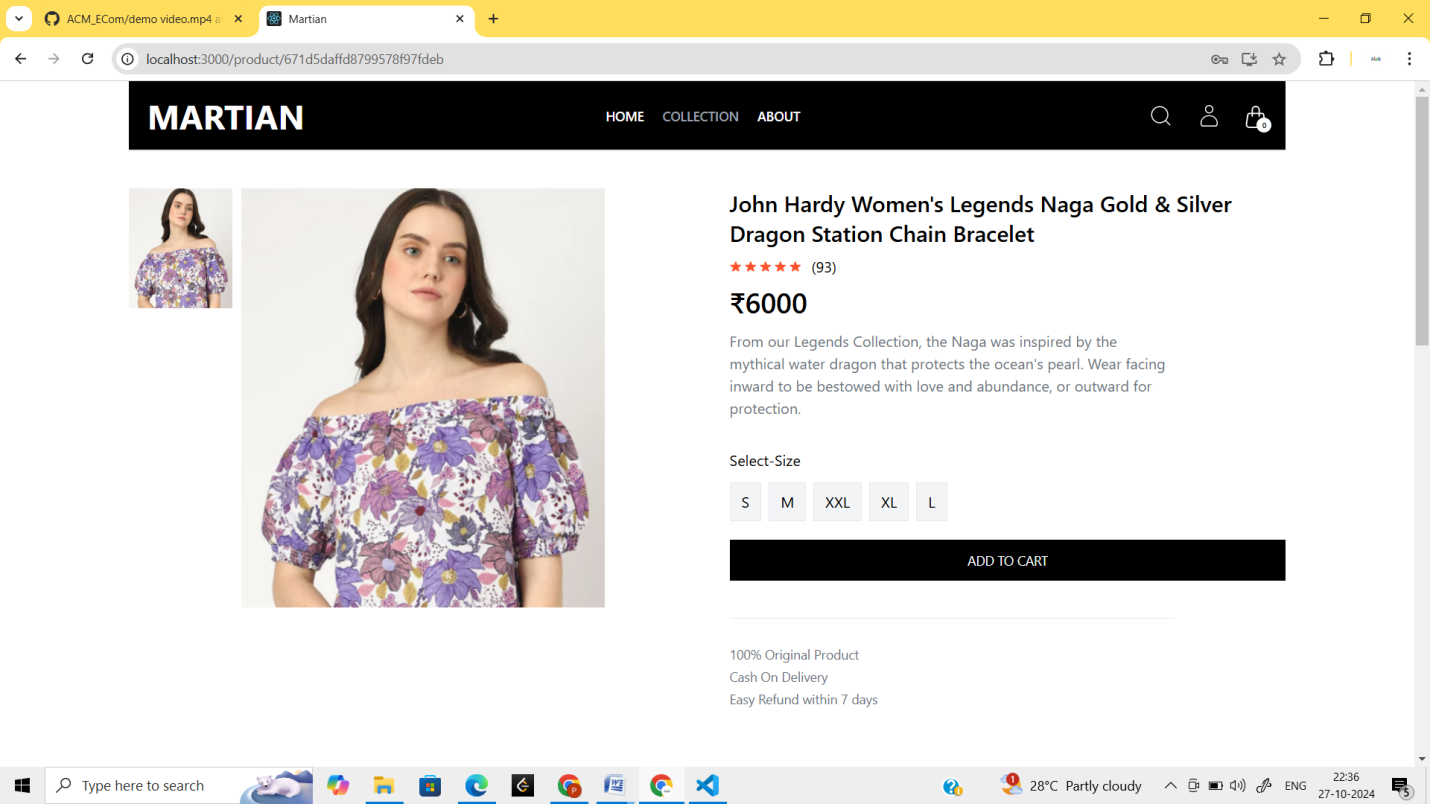 ACM_ECom/demo video.mp4 a
Martian
localhost:3000/product/671d5daffd8799578f97fdeb
MARTIAN
HOME COLLECTION ABOUT
0
John Hardy Women's Legends Naga Gold & Silver
Dragon Station Chain Bracelet
(93)
₹6000
From our Legends Collection, the Naga was inspired by the
mythical water dragon that protects the ocean's pearl. Wear facing
inward to be bestowed with love and abundance, or outward for
protection.
Select-Size
S M XXL XL L
ADD TO CART
100% Original Product
Cash On Delivery
Easy Refund within 7 days
Type here to search
1
28°C Partly cloudy
ENG
22:36
27-10-2024
5